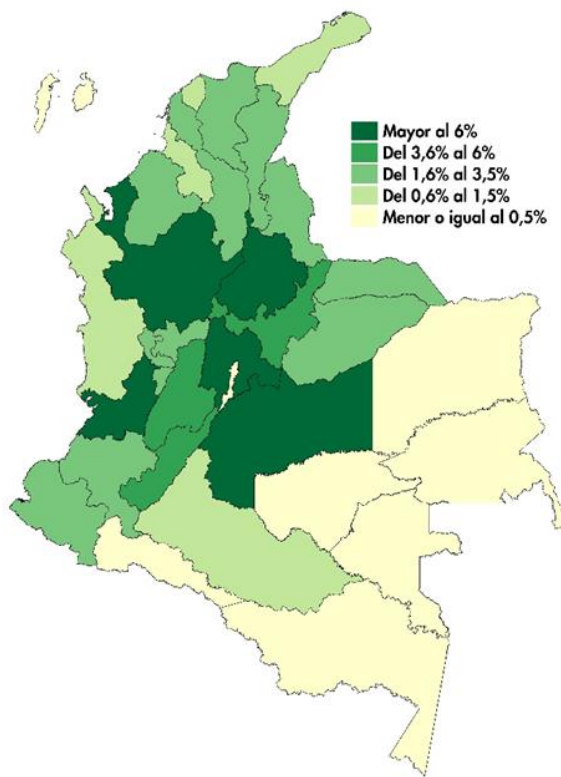 Mayor al 6%
Del 3,6% al 6%
Del 1,6% al 3,5%
Del 0,6% al 1,5%
Menor o igual al 0,5%